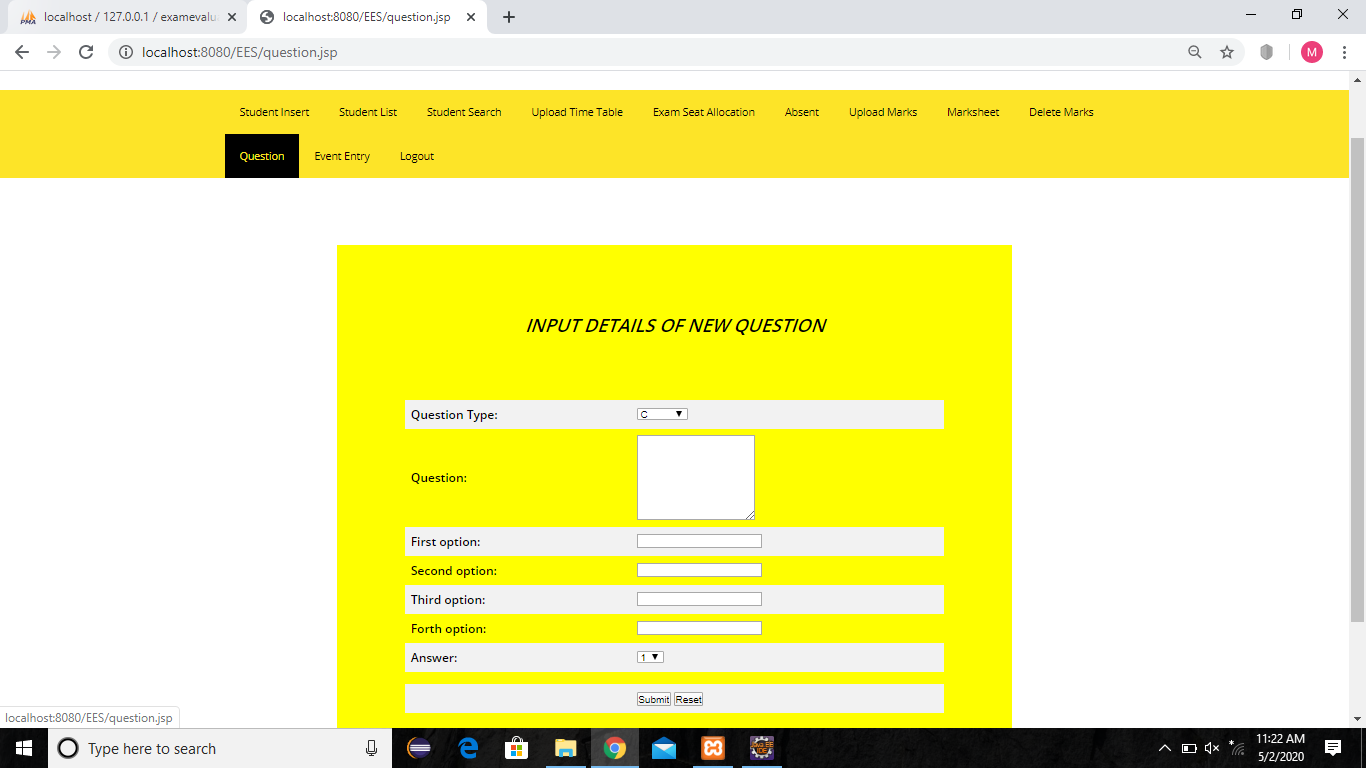 localhost / 127.0.0.1 / examevalu
localhost:8080/EES/question.jsp
localhost:8080/EES/question.jsp
M
Student Insert Student List Student Search Upload Time Table Exam Seat Allocation Absent Upload Marks Marksheet Delete Marks
Question Event Entry Logout
INPUT DETAILS OF NEW QUESTION
Question Type: C
Question:
First option:
Second option:
Third option:
Forth option:
Answer: 1
Submit Reset
localhost:8080/EES/question.jsp
Type here to search
11:22 AM
5/2/2020